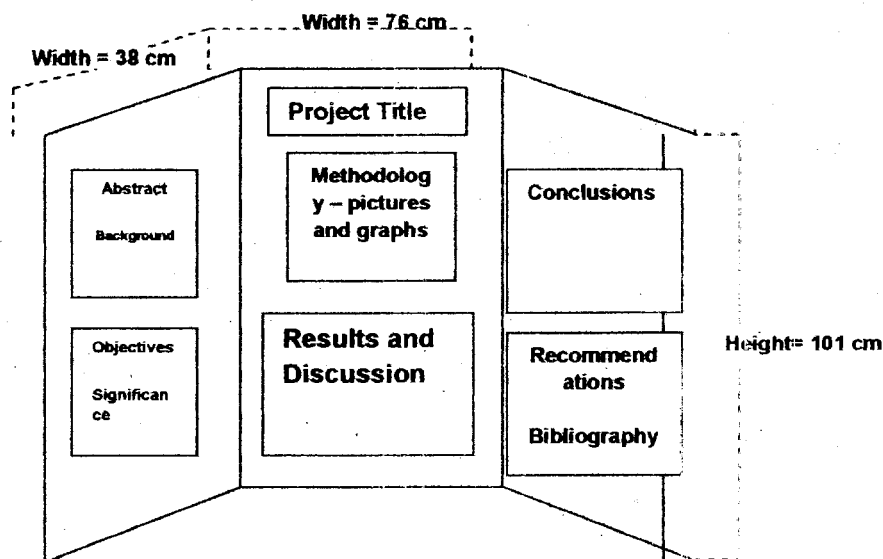 Width = 76 cm
Width = 38 cm
Project Title
Abstract
Background
Methodolog
y – pictures
and graphs
Conclusions
Objectives
Significan
ce
Results and
Discussion
Recommend
ations
Bibliography
Height= 101 cm